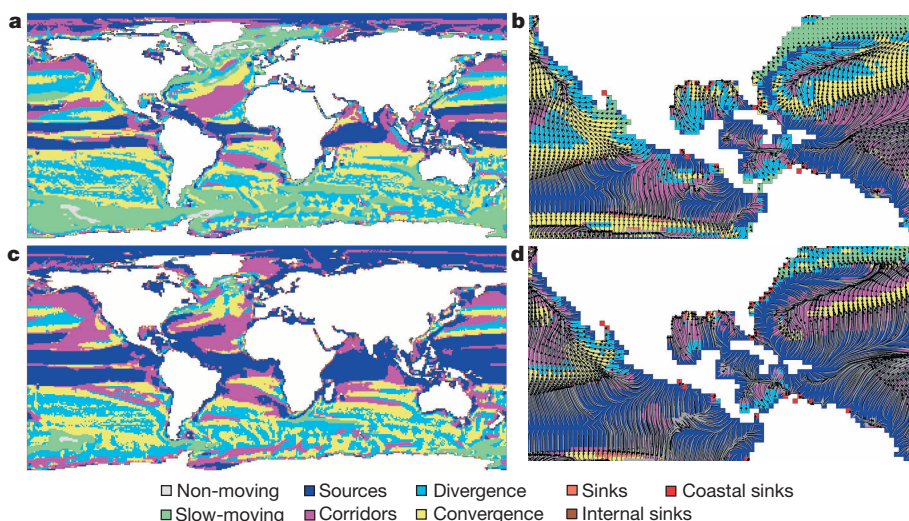 a
b
c
d
Non-moving Sources Divergence Sinks Coastal sinks
Slow-moving Corridors Convergence Internal sinks